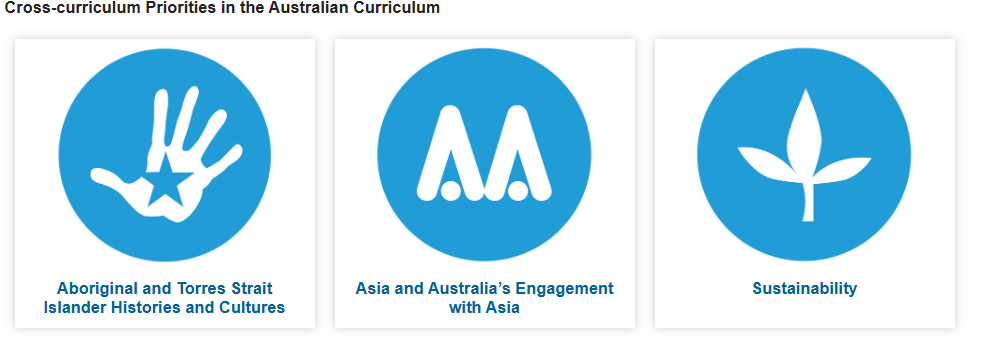 Cross-curriculum Priorities in the Australian Curriculum
Aboriginal and Torres Strait
Islander Histories and Cultures
Asia and Australia’s Engagement
with Asia
Sustainability